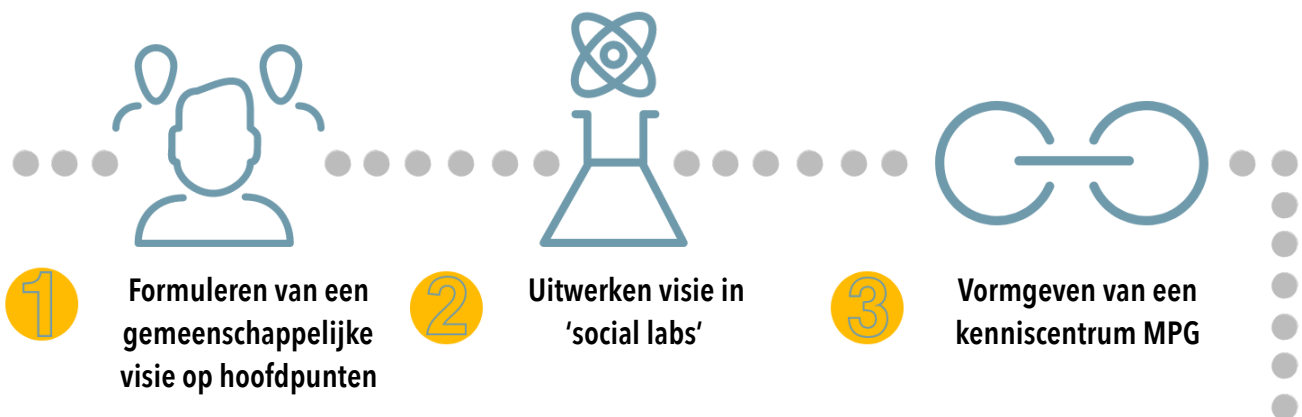 1
Formuleren van een
gemeenschappelijke
visie op hoofdpunten
2
Uitwerken visie in
‘social labs‘
3
Vormgeven van een
kenniscentrum MPG